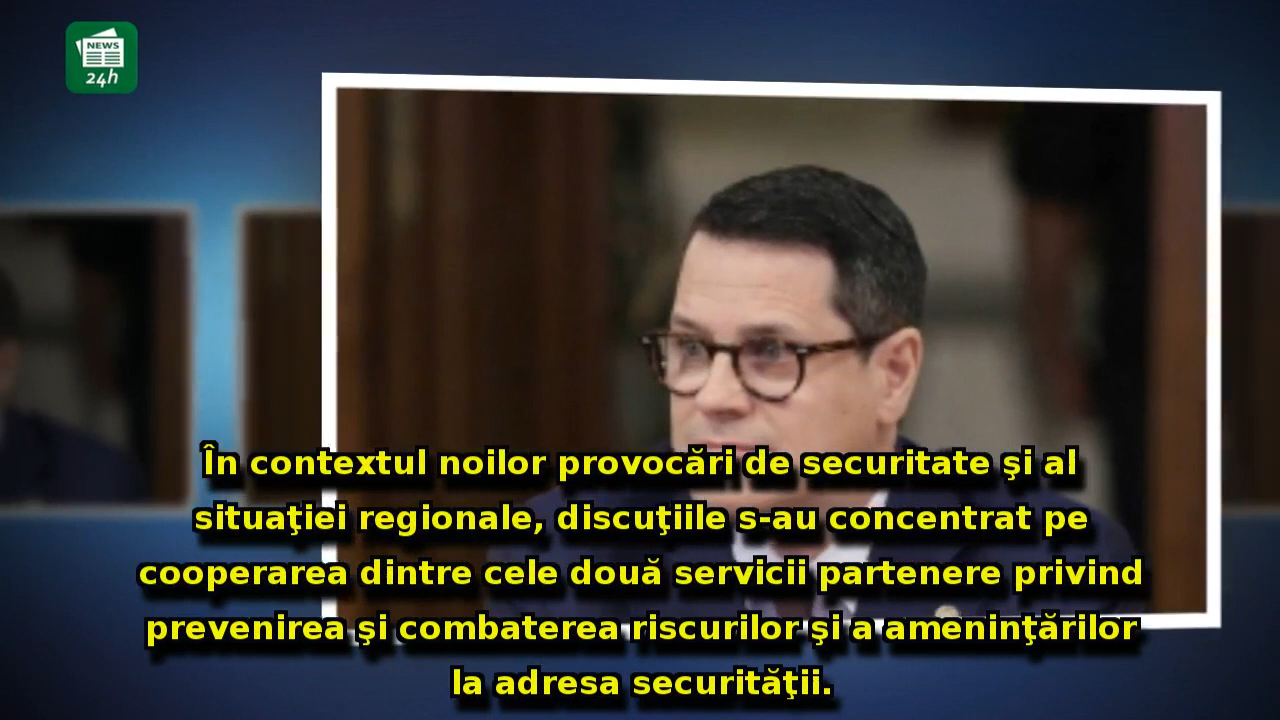 NEWS
24h
În contextul noilor provocări de securitate şi al
situaţiei regionale, discuţiile s-au concentrat pe
cooperarea dintre cele două servicii partenere privind
prevenirea şi combaterea riscurilor şi a ameninţărilor
la adresa securităţii.